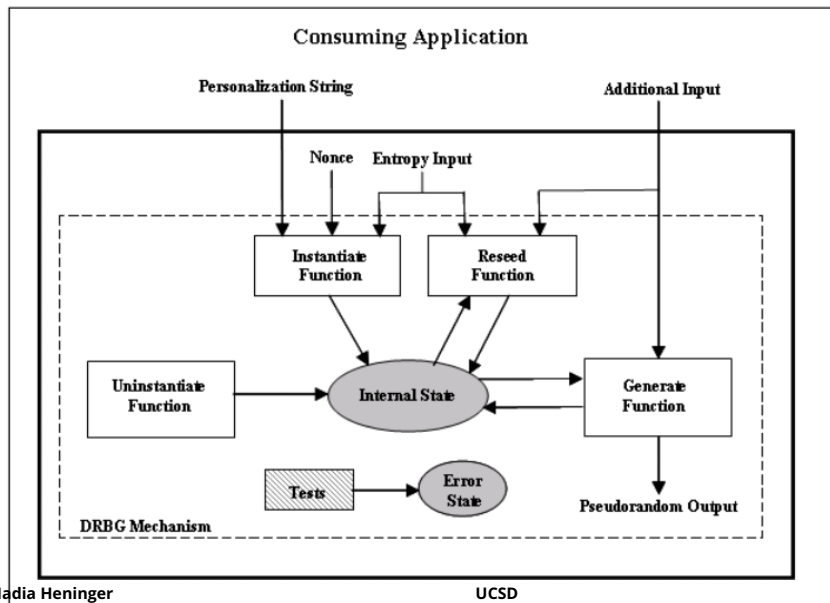 Consuming Application
Personalization String
Additional Input
Nonce
Entropy Input
Instantiate
Function
Reseed
Function
Uninstantiate
Function
Internal State
Generate
Function
Tests
Error
State
Pseudorandom Output
DRBG Mechanism
Heninger
UCSD